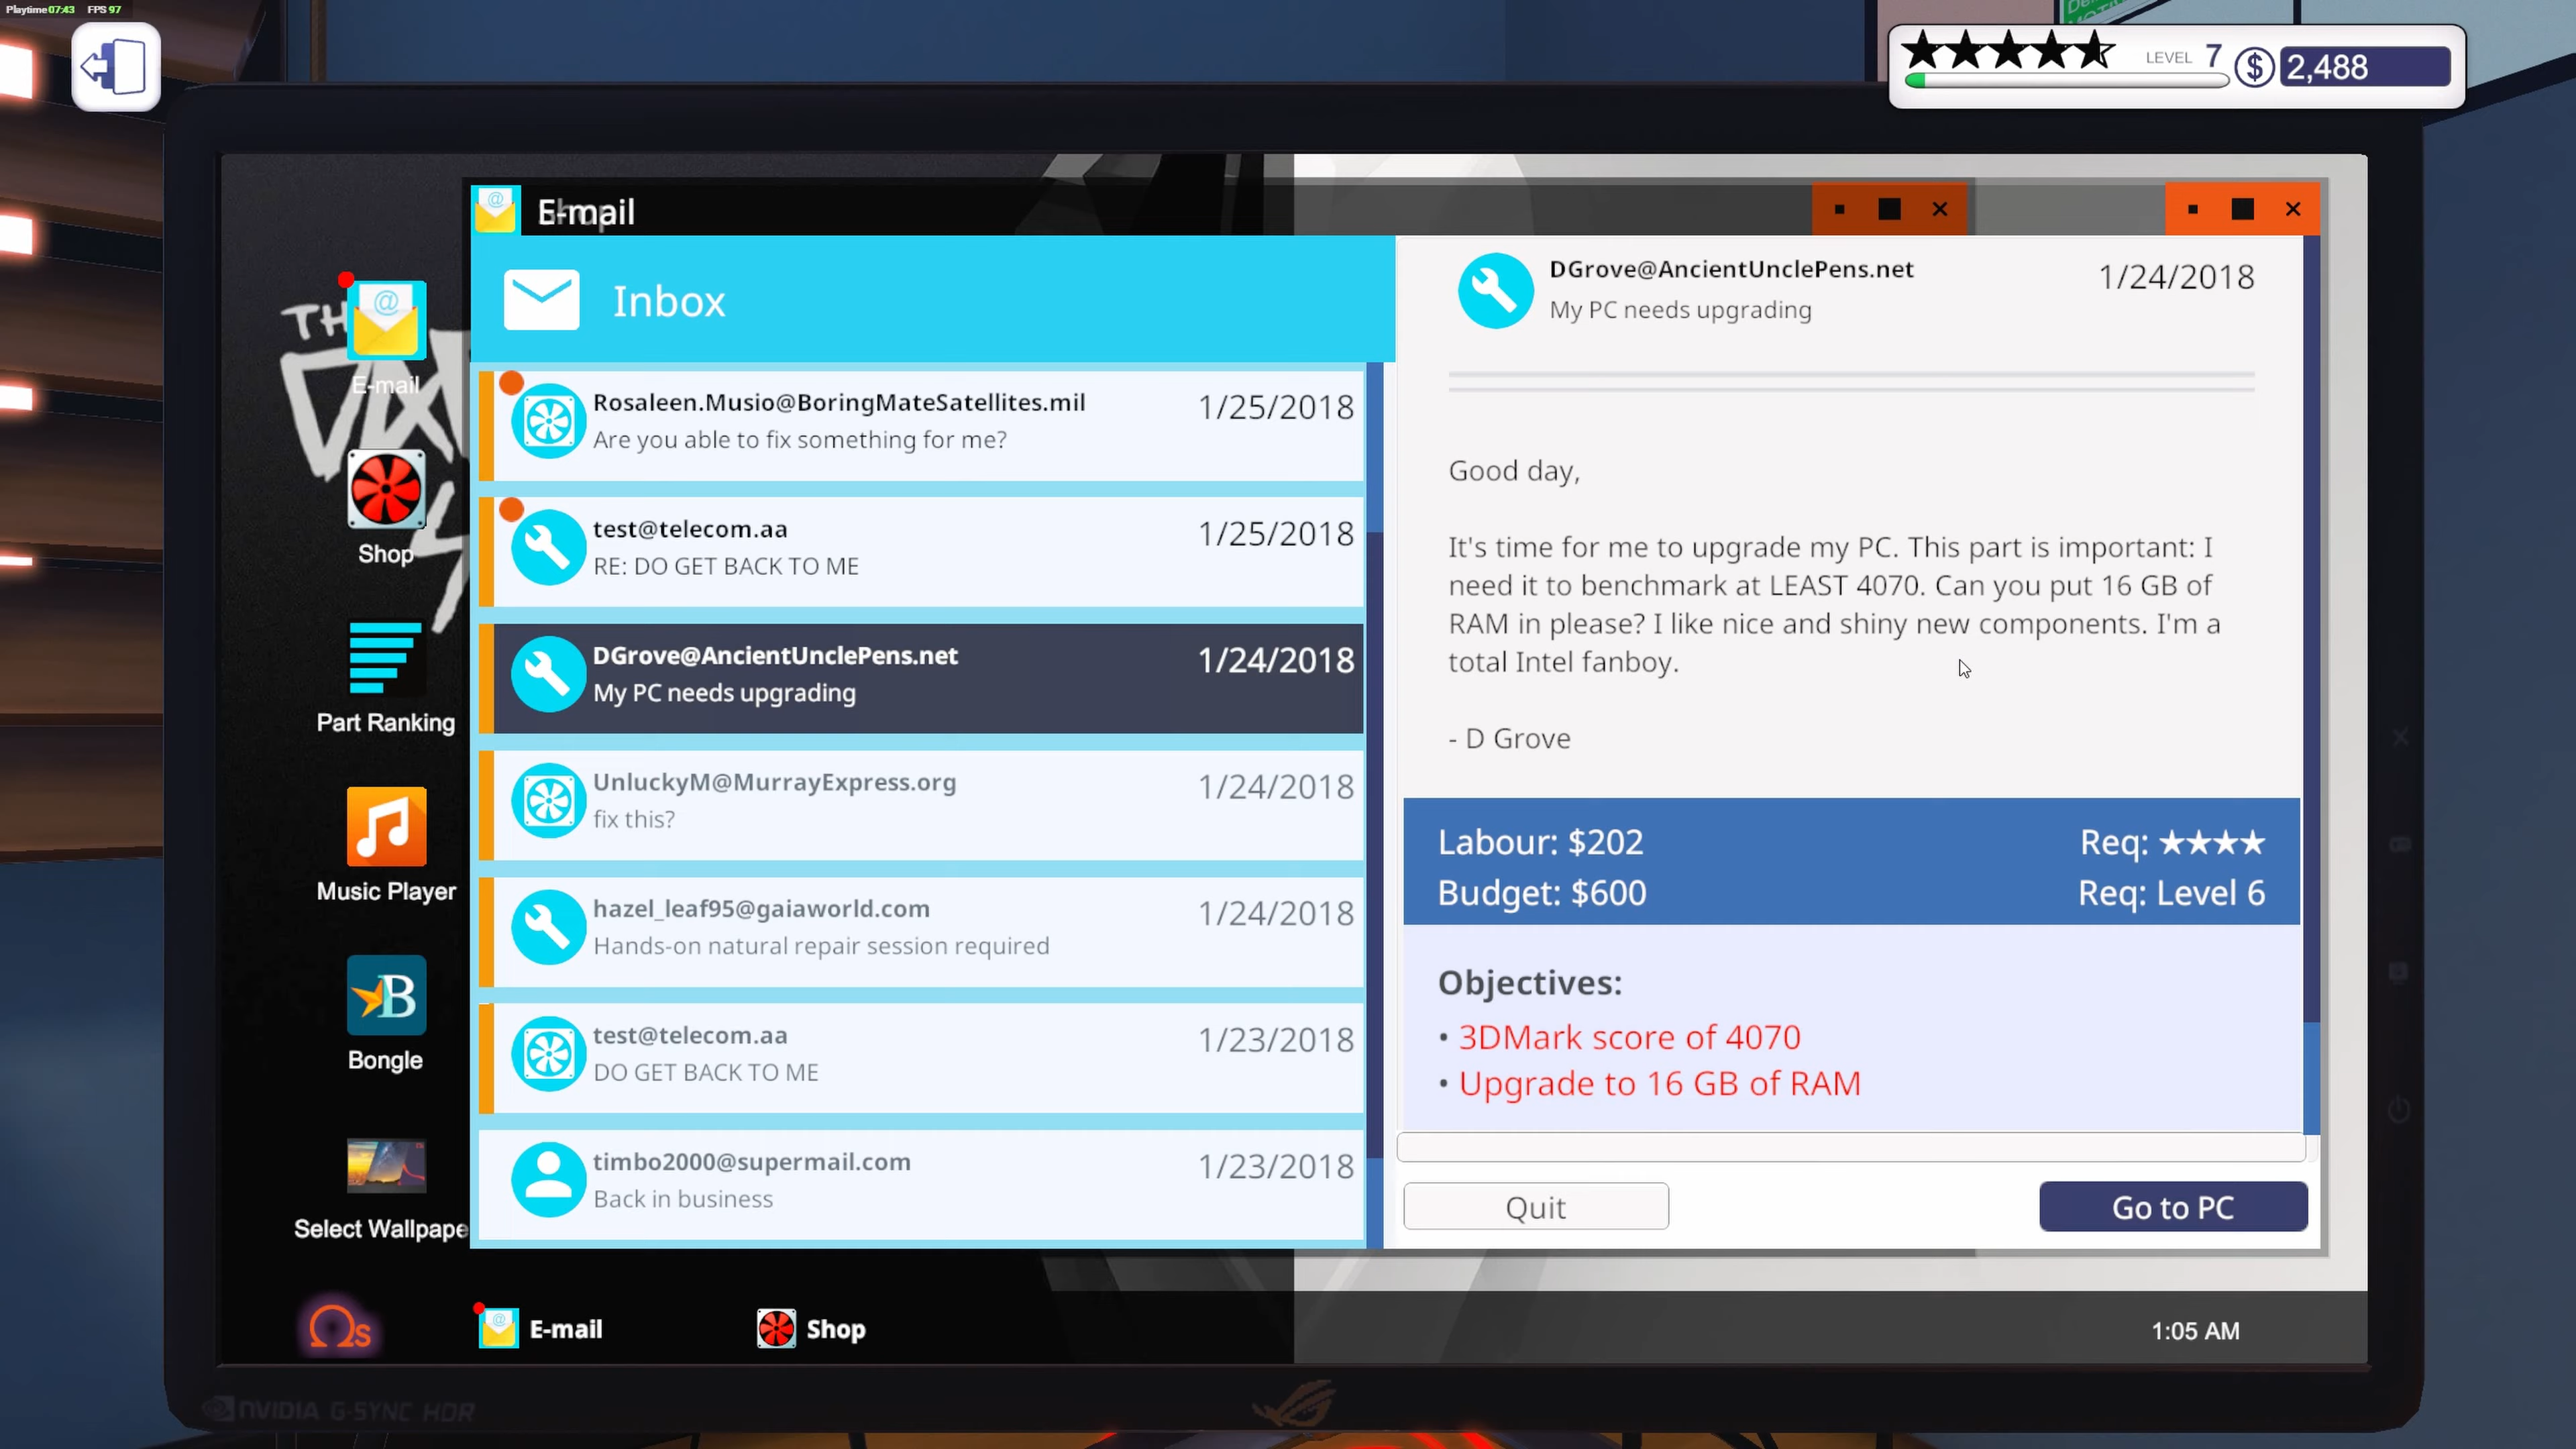 Playtime 07:43 FPS 97
LEVEL 7
$ 2,488
E-mail
Inbox
Rosaleen.Musio@BoringMateSatellites.mil
1/25/2018
Are you able to fix something for me?
test@telecom.aa
1/25/2018
RE: DO GET BACK TO ME
DGrove@AncientUnclePens.net
1/24/2018
My PC needs upgrading
UnluckyM@MurrayExpress.org
1/24/2018
fix this?
hazel_leaf95@gaiaworld.com
1/24/2018
Hands-on natural repair session required
test@telecom.aa
1/23/2018
DO GET BACK TO ME
timbo2000@supermail.com
1/23/2018
Back in business
DGrove@AncientUnclePens.net
1/24/2018
My PC needs upgrading
Good day,
It's time for me to upgrade my PC. This part is important: I
need it to benchmark at LEAST 4070. Can you put 16 GB of
RAM in please? I like nice and shiny new components. I'm a
total Intel fanboy.
- D Grove
Labour: $202
Req: ★★★★
Budget: $600
Req: Level 6
Objectives:
• 3DMark score of 4070
• Upgrade to 16 GB of RAM
Quit
Go to PC
E-mail
Shop
Part Ranking
Music Player
B
Bongle
Select Wallpape
Ωs
E-mail
Shop
1:05 AM
NVIDIA G-SYNC HDR